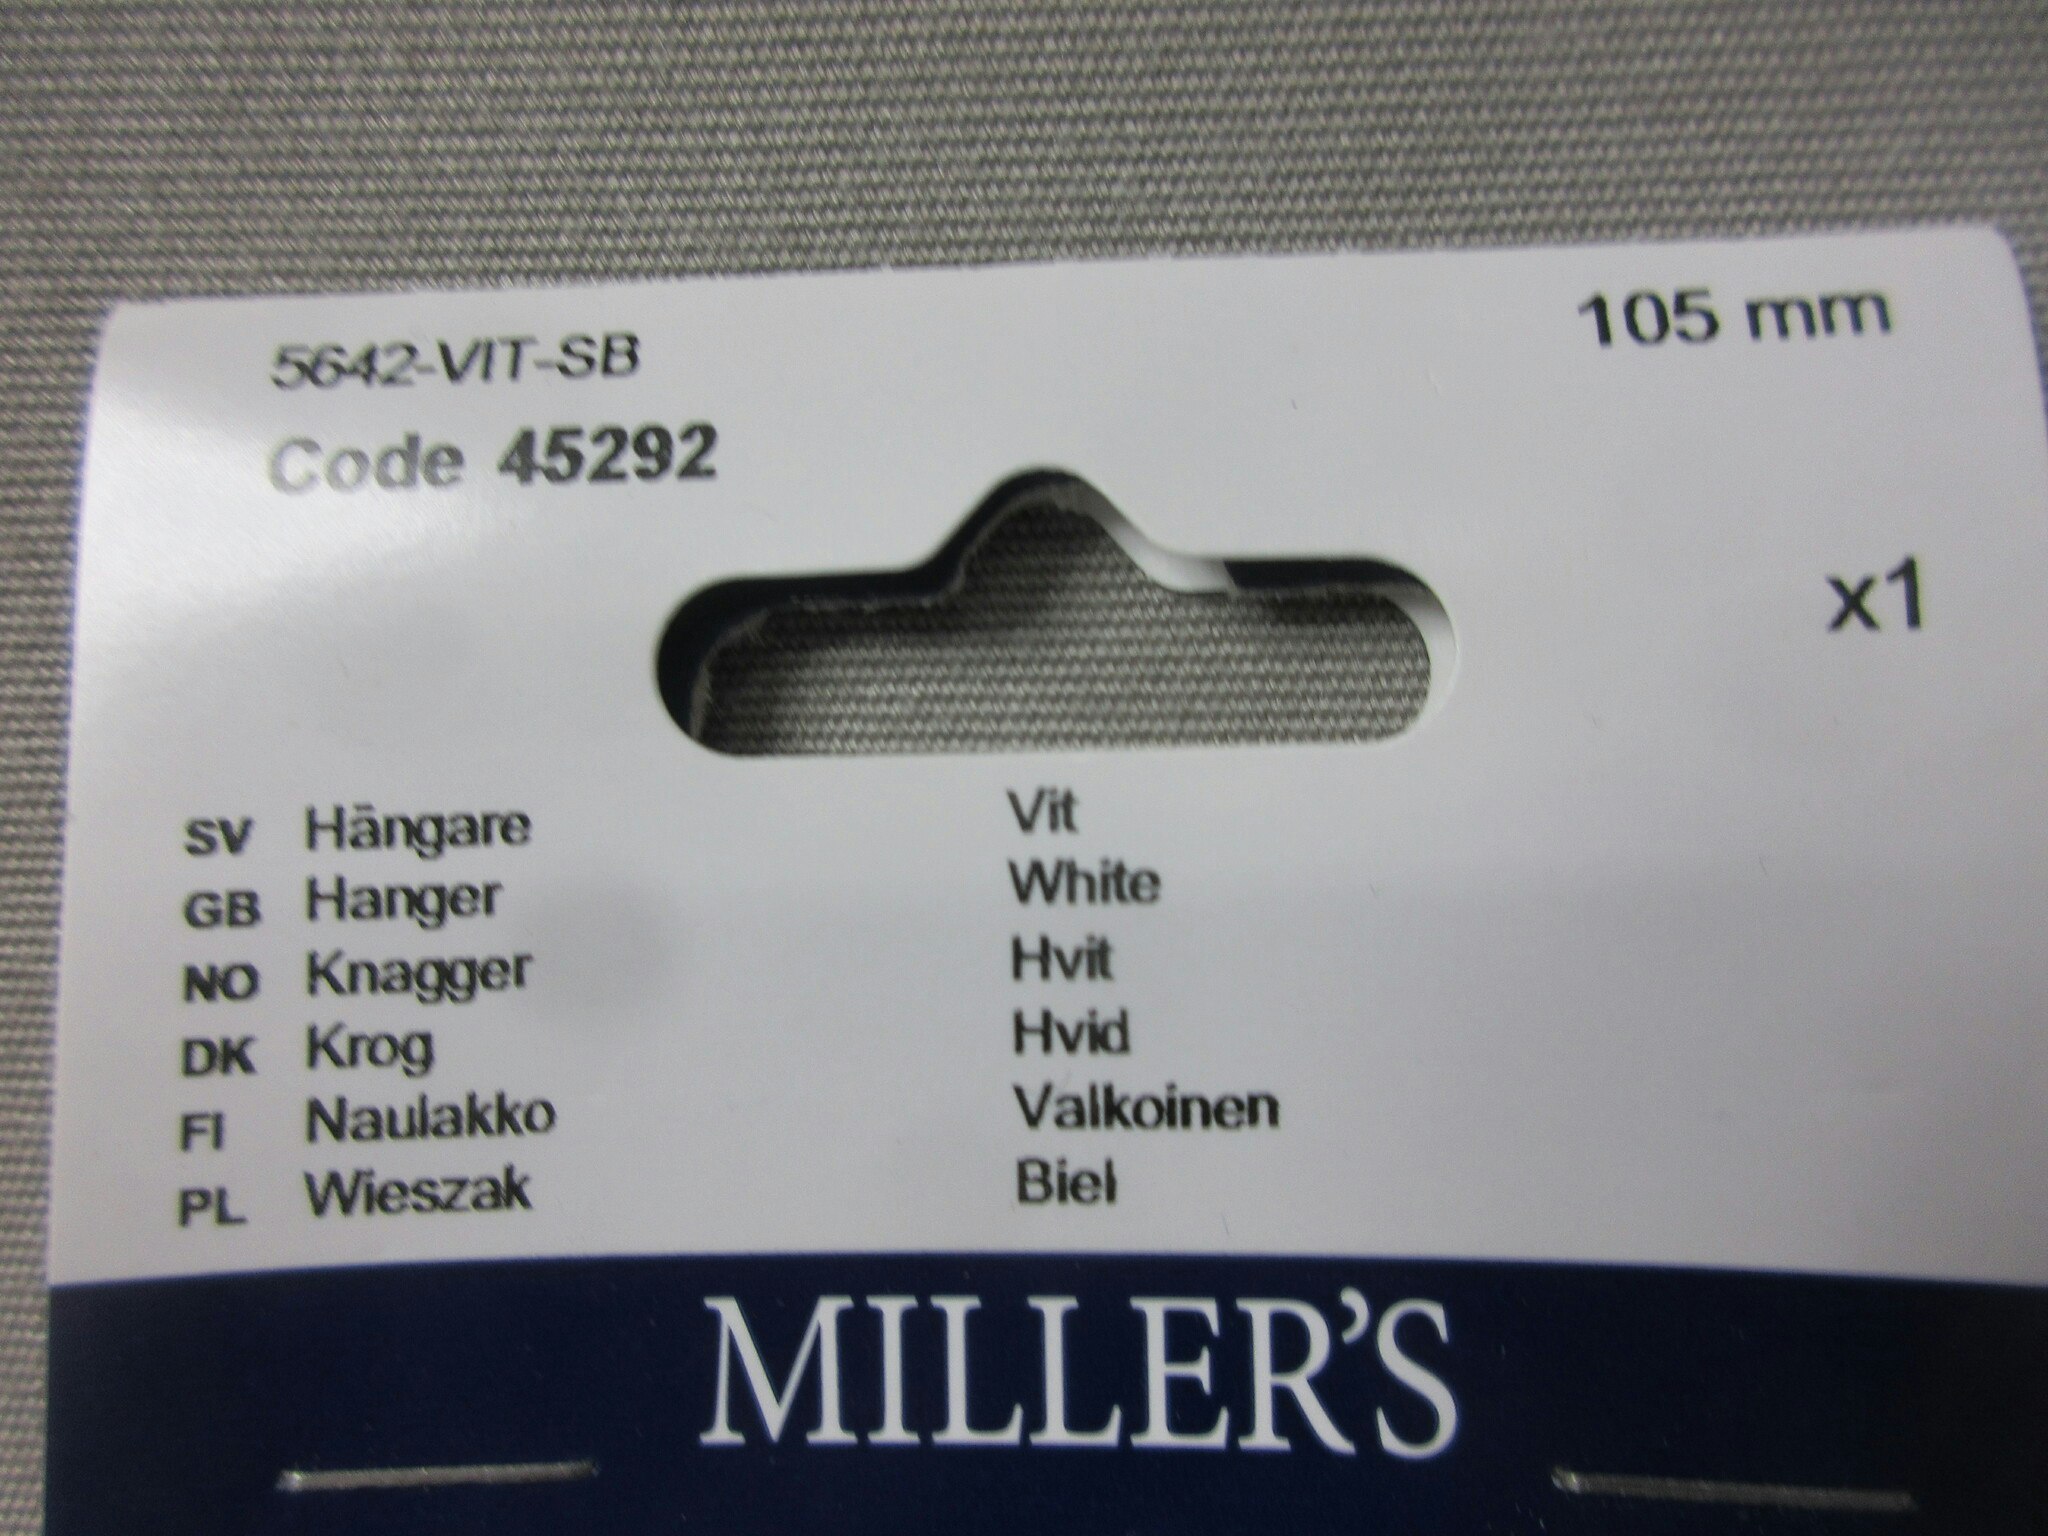 5642-VIT-SB
105 mm
Code 45292
x1
SV Hängare Vit
GB Hanger White
NO Knagger Hvit
DK Krog Hvid
FI Naulakko Valkoinen
PL Wieszak Biel
MILLER'S